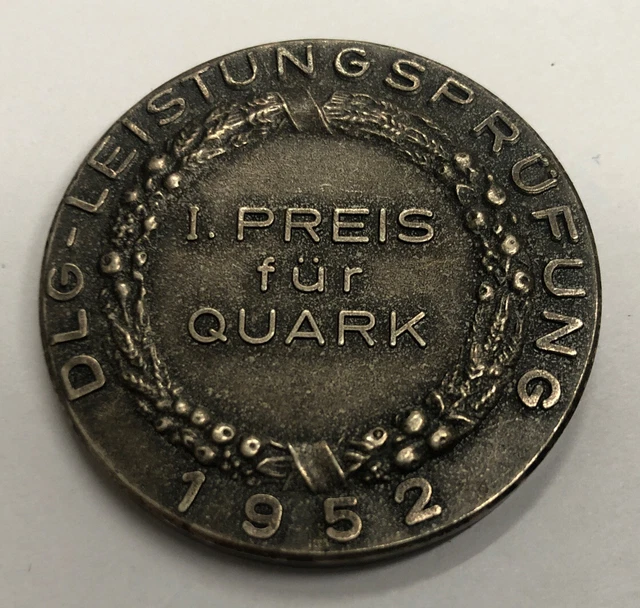 DLG-LEISTUNGSPRÜFUNG
I. PREIS
für
QUARK
1952